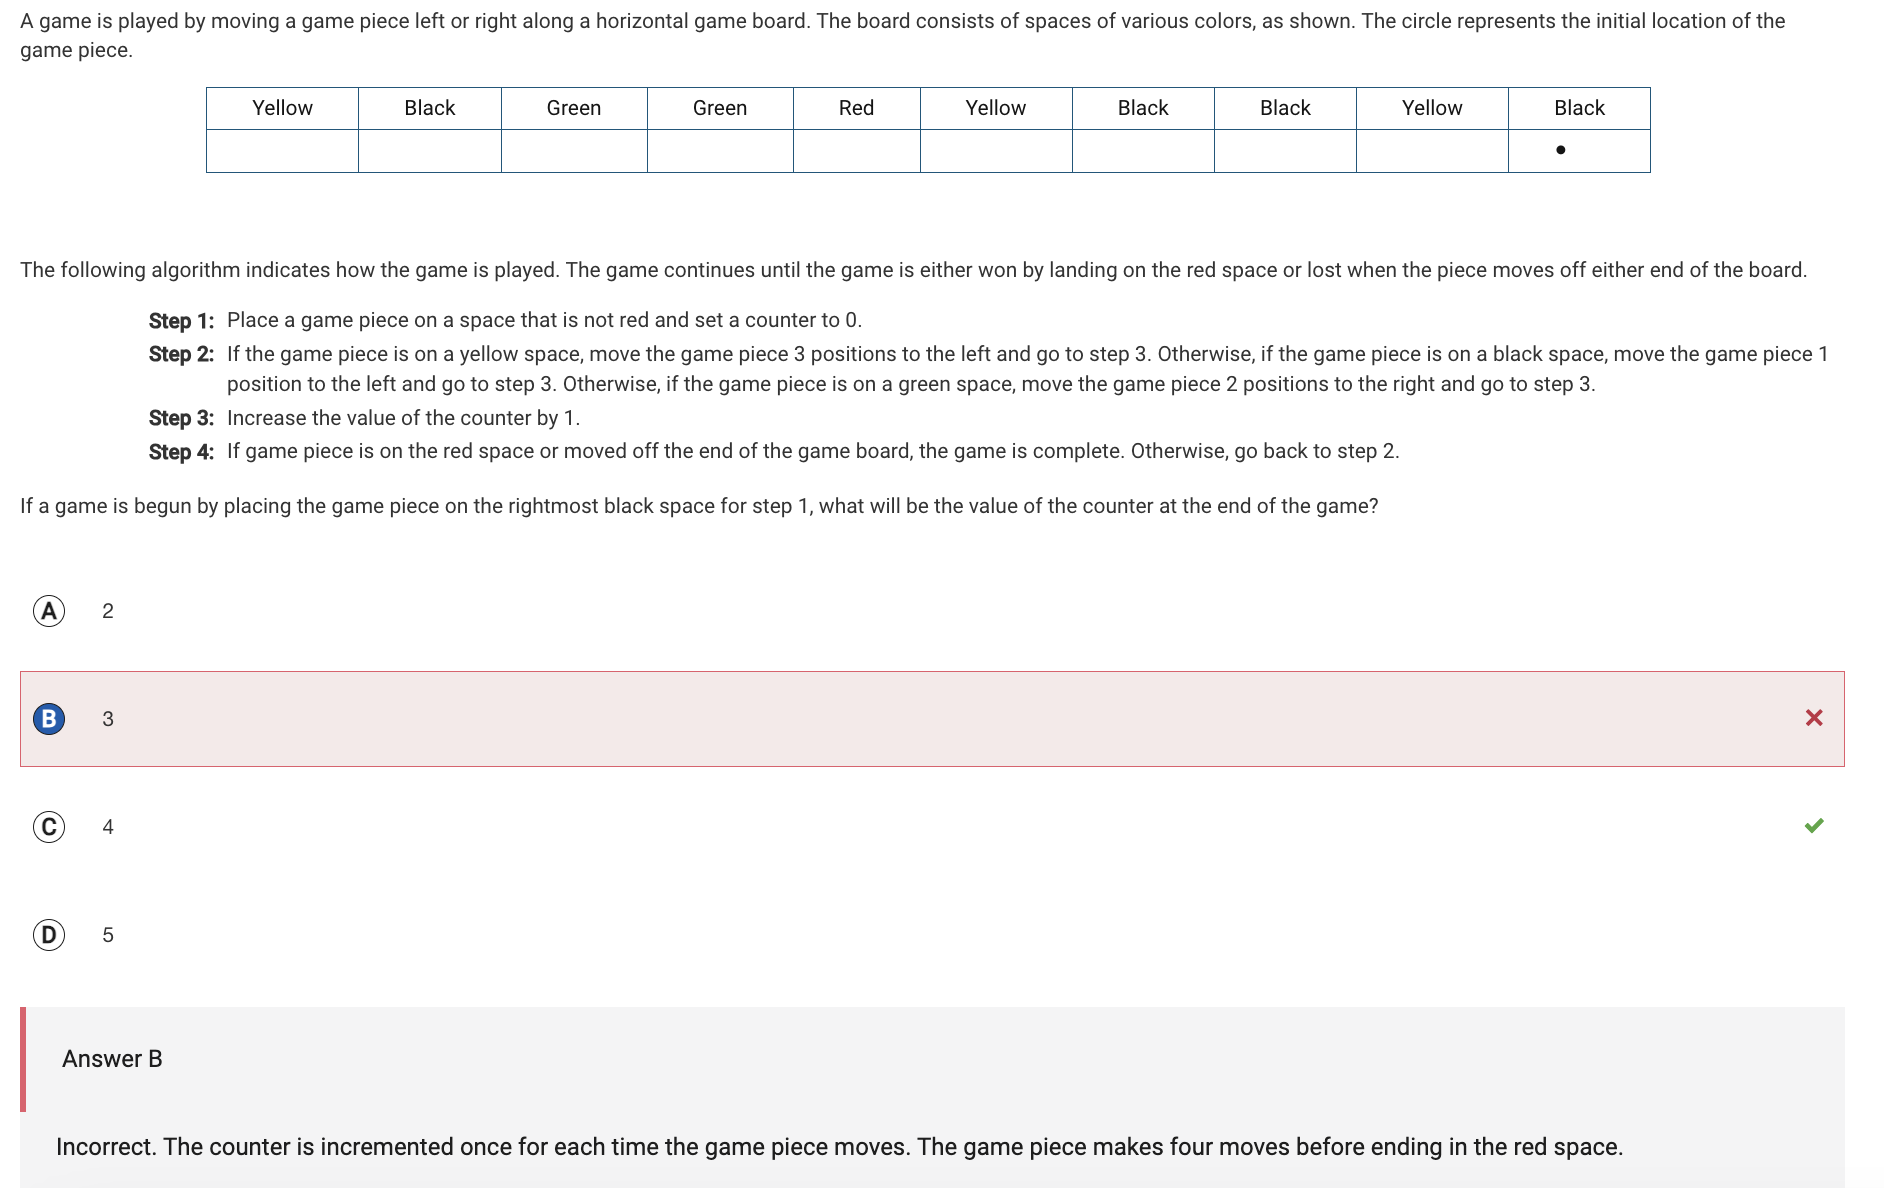 A game is played by moving a game piece left or right along a horizontal game board. The board consists of spaces of various colors, as shown. The circle represents the initial location of the
game piece.
Yellow Black Green Green Red Yellow Black Black Yellow Black
The following algorithm indicates how the game is played. The game continues until the game is either won by landing on the red space or lost when the piece moves off either end of the board.
Step 1: Place a game piece on a space that is not red and set a counter to 0.
Step 2: If the game piece is on a yellow space, move the game piece 3 positions to the left and go to step 3. Otherwise, if the game piece is on a black space, move the game piece 1
position to the left and go to step 3. Otherwise, if the game piece is on a green space, move the game piece 2 positions to the right and go to step 3.
Step 3: Increase the value of the counter by 1.
Step 4: If game piece is on the red space or moved off the end of the game board, the game is complete. Otherwise, go back to step 2.
If a game is begun by placing the game piece on the rightmost black space for step 1, what will be the value of the counter at the end of the game?
A 2
B 3
C 4
D 5
Answer B
Incorrect. The counter is incremented once for each time the game piece moves. The game piece makes four moves before ending in the red space.